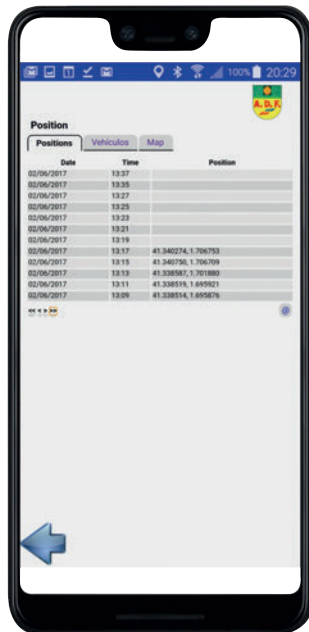 100% 20:29
A.D.F.
Position
Positions Vehiculos Map
Date Time Position
02/06/2017 13:37
02/06/2017 13:35
02/06/2017 13:27
02/06/2017 13:25
02/06/2017 13:23
02/06/2017 13:21
02/06/2017 13:19
02/06/2017 13:17 41.340274, 1.706753
02/06/2017 13:15 41.340750, 1.706709
02/06/2017 13:13 41.338587, 1.701880
02/06/2017 13:11 41.338519, 1.695921
02/06/2017 13:09 41.338514, 1.695876
@